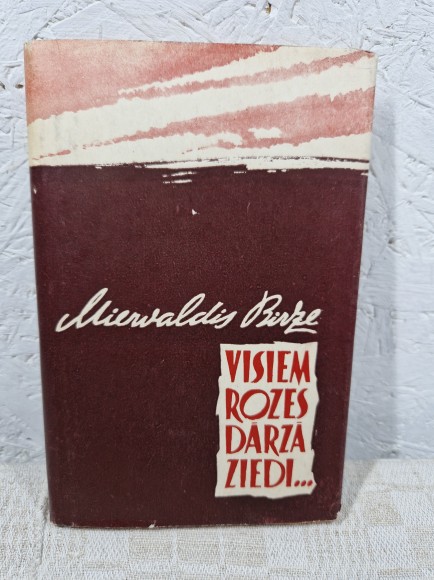 Miervaldis Birze
VISIEM
ROZES
DĀRZĀ
ZIEDI...